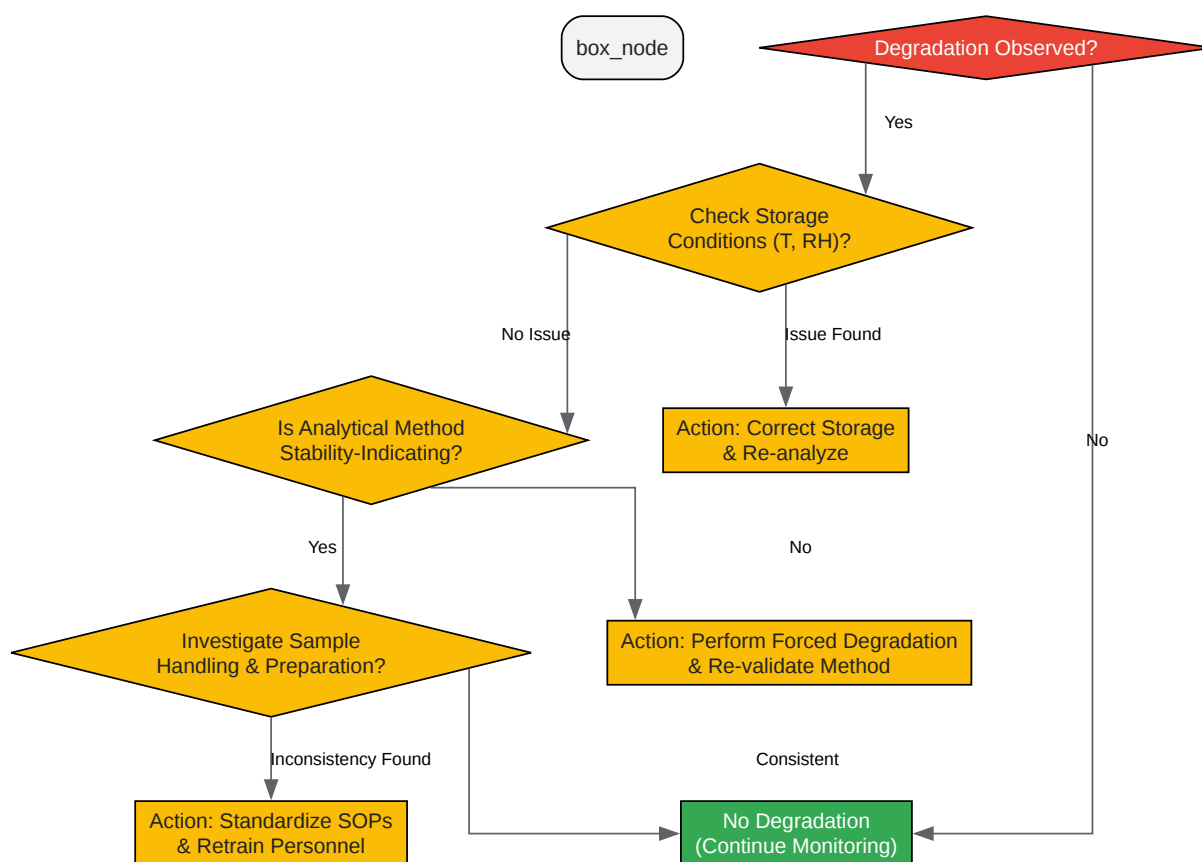 box_node
Degradation Observed?
Yes
Check Storage
Conditions (T, RH)?
No Issue
Issue Found
Is Analytical Method
Stability-Indicating?
Action: Correct Storage
& Re-analyze
No
Yes
No
Investigate Sample
Handling & Preparation?
Action: Perform Forced Degradation
& Re-validate Method
Inconsistency Found
Consistent
Action: Standardize SOPs
& Retrain Personnel
No Degradation
(Continue Monitoring)